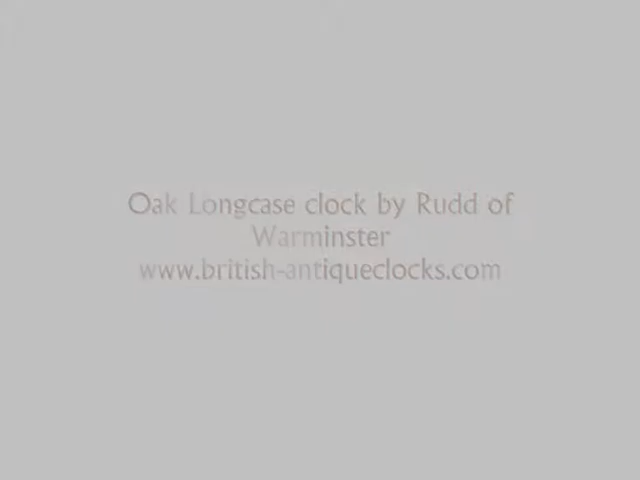 Oak Longcase clock by Rudd of
Warminster
www.british-antiqueclocks.com